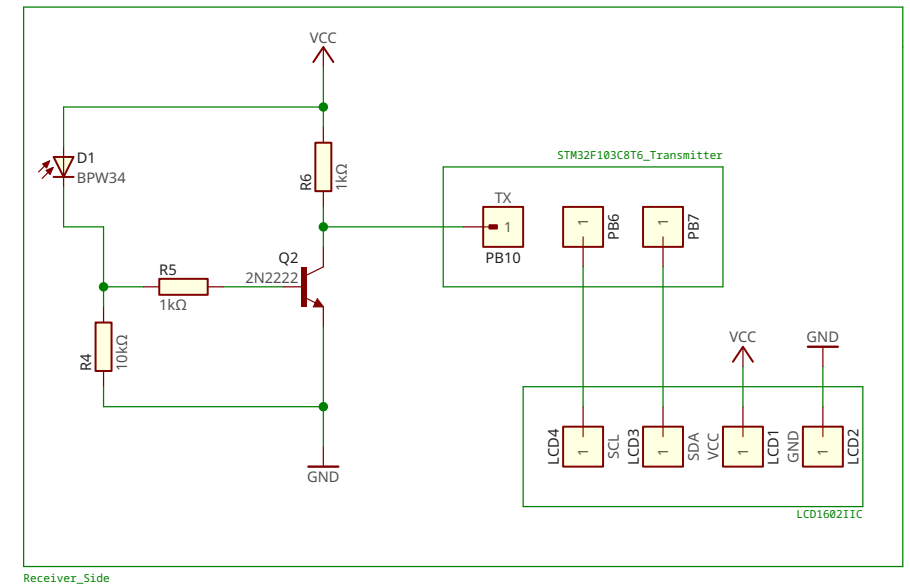 VCC
D1
BPW34
R6
1kΩ
STM32F103C8T6_Transmitter
TX
1
PB10
1
PB6
1
PB7
Q2
2N2222
R5
1kΩ
R4
10kΩ
GND
VCC
GND
LCD4
1
SCL
LCD3
1
SDA
VCC
1
LCD1
GND
1
LCD2
LCD1602IIC
Receiver_Side